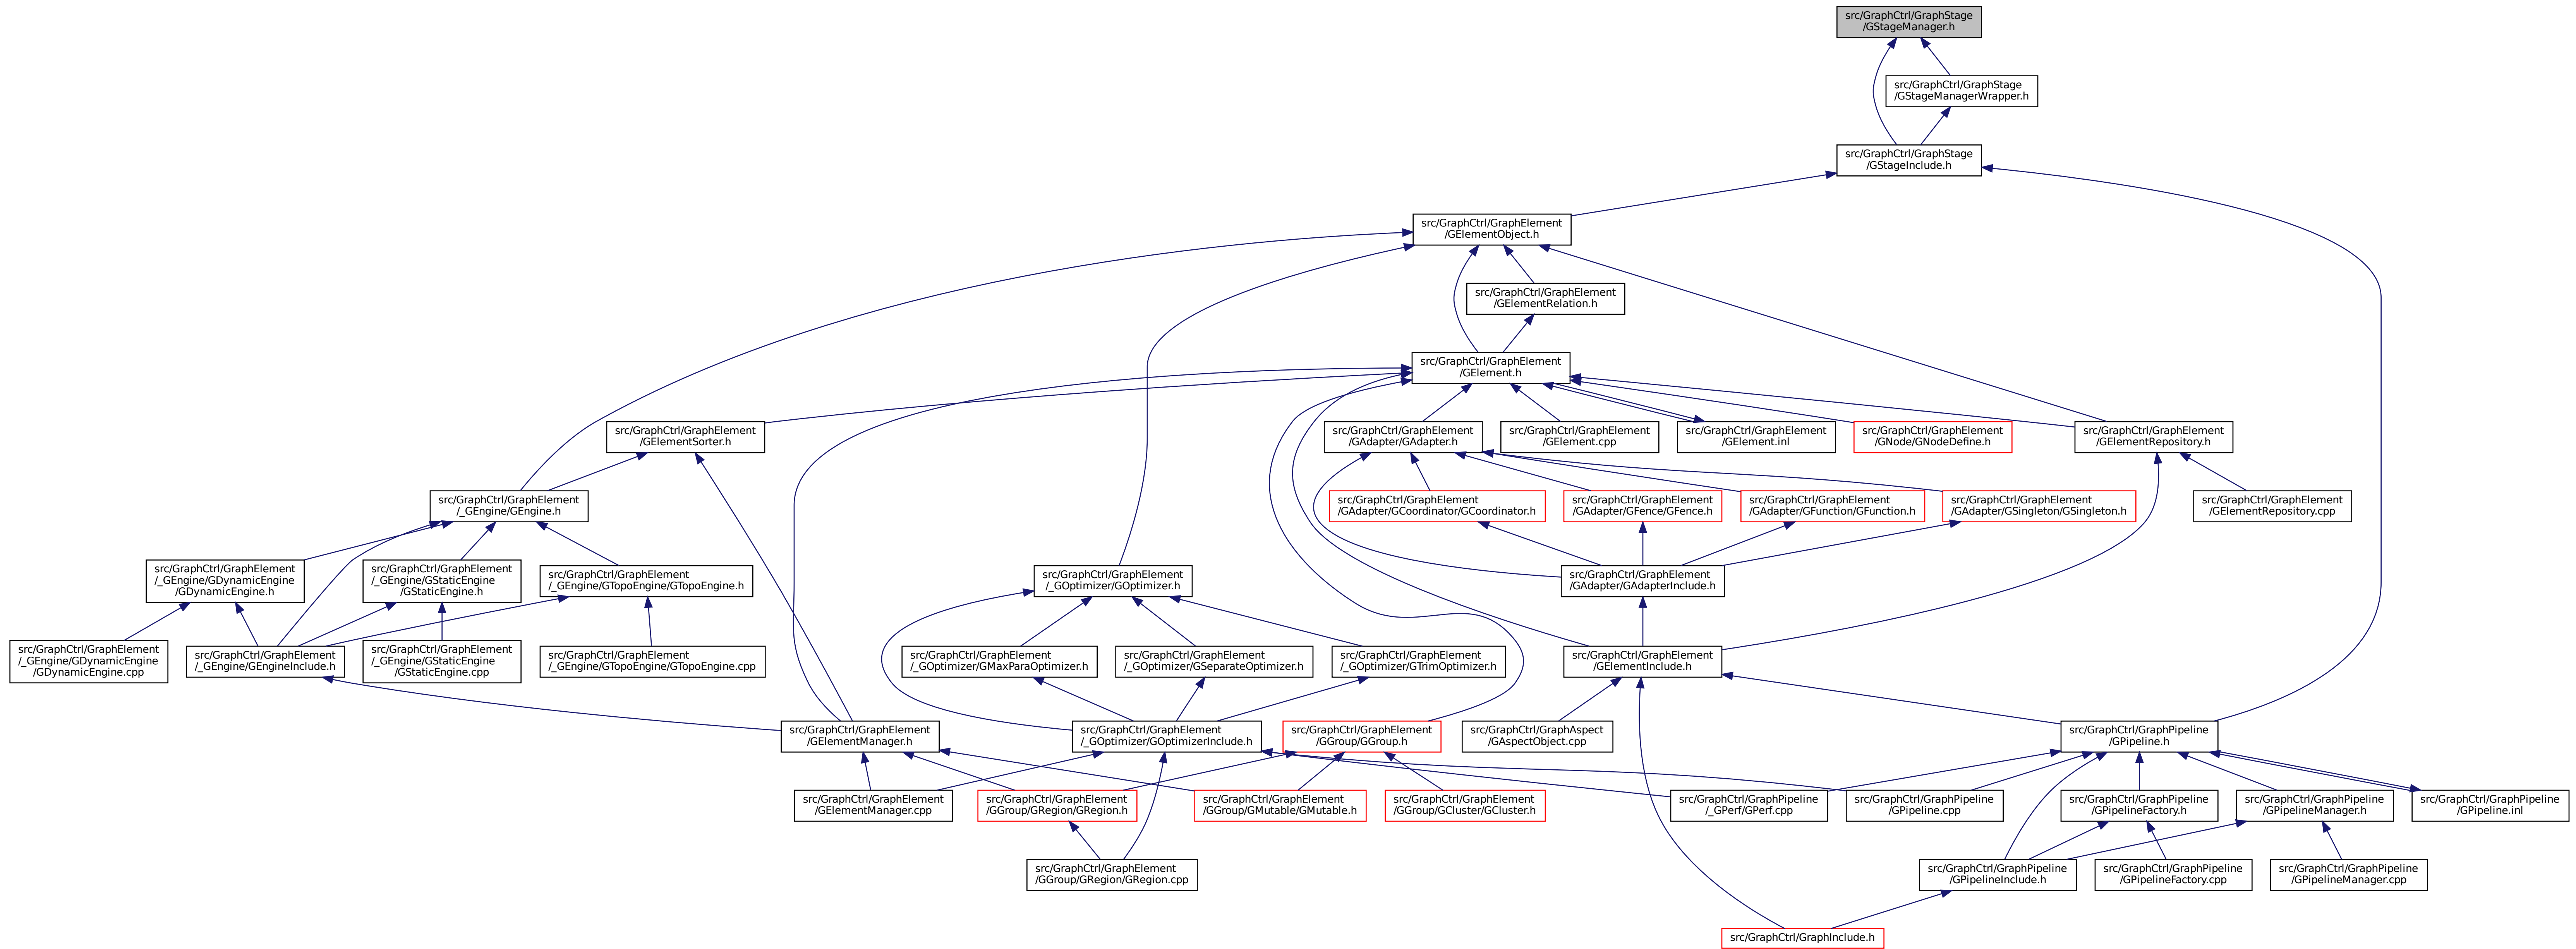 src/GraphCtrl/GraphStage
/GStageManager.h
src/GraphCtrl/GraphStage
/GStageManagerWrapper.h
src/GraphCtrl/GraphStage
/GStageInclude.h
src/GraphCtrl/GraphElement
/GElementObject.h
src/GraphCtrl/GraphElement
/GElementRelation.h
src/GraphCtrl/GraphElement
/GElement.h
src/GraphCtrl/GraphElement
/GElementSorter.h
src/GraphCtrl/GraphElement
/GAdapter/GAdapter.h
src/GraphCtrl/GraphElement
/GElement.cpp
src/GraphCtrl/GraphElement
/GElement.inl
src/GraphCtrl/GraphElement
/GNode/GNodeDefine.h
src/GraphCtrl/GraphElement
/GElementRepository.h
src/GraphCtrl/GraphElement
/_GEngine/GEngine.h
src/GraphCtrl/GraphElement
/GAdapter/GCoordinator/GCoordinator.h
src/GraphCtrl/GraphElement
/GAdapter/GFence/GFence.h
src/GraphCtrl/GraphElement
/GAdapter/GFunction/GFunction.h
src/GraphCtrl/GraphElement
/GAdapter/GSingleton/GSingleton.h
src/GraphCtrl/GraphElement
/GElementRepository.cpp
src/GraphCtrl/GraphElement
/_GEngine/GDynamicEngine
/GDynamicEngine.h
src/GraphCtrl/GraphElement
/_GEngine/GStaticEngine
/GStaticEngine.h
src/GraphCtrl/GraphElement
/_GEngine/GTopoEngine/GTopoEngine.h
src/GraphCtrl/GraphElement
/_GOptimizer/GOptimizer.h
src/GraphCtrl/GraphElement
/GAdapter/GAdapterInclude.h
src/GraphCtrl/GraphElement
/_GEngine/GDynamicEngine
/GDynamicEngine.cpp
src/GraphCtrl/GraphElement
/_GEngine/GEngineInclude.h
src/GraphCtrl/GraphElement
/_GEngine/GStaticEngine
/GStaticEngine.cpp
src/GraphCtrl/GraphElement
/_GEngine/GTopoEngine/GTopoEngine.cpp
src/GraphCtrl/GraphElement
/_GOptimizer/GMaxParaOptimizer.h
src/GraphCtrl/GraphElement
/_GOptimizer/GSeparateOptimizer.h
src/GraphCtrl/GraphElement
/_GOptimizer/GTrimOptimizer.h
src/GraphCtrl/GraphElement
/GElementInclude.h
src/GraphCtrl/GraphElement
/GElementManager.h
src/GraphCtrl/GraphElement
/_GOptimizer/GOptimizerInclude.h
src/GraphCtrl/GraphElement
/GGroup/GGroup.h
src/GraphCtrl/GraphAspect
/GAspectObject.cpp
src/GraphCtrl/GraphPipeline
/GPipeline.h
src/GraphCtrl/GraphElement
/GElementManager.cpp
src/GraphCtrl/GraphElement
/GGroup/GRegion/GRegion.h
src/GraphCtrl/GraphElement
/GGroup/GMutable/GMutable.h
src/GraphCtrl/GraphElement
/GGroup/GCluster/GCluster.h
src/GraphCtrl/GraphPipeline
/_GPerf/GPerf.cpp
src/GraphCtrl/GraphPipeline
/GPipeline.cpp
src/GraphCtrl/GraphPipeline
/GPipelineFactory.h
src/GraphCtrl/GraphPipeline
/GPipelineManager.h
src/GraphCtrl/GraphPipeline
/GPipeline.inl
src/GraphCtrl/GraphElement
/GGroup/GRegion/GRegion.cpp
src/GraphCtrl/GraphPipeline
/GPipelineInclude.h
src/GraphCtrl/GraphPipeline
/GPipelineFactory.cpp
src/GraphCtrl/GraphPipeline
/GPipelineManager.cpp
src/GraphCtrl/GraphInclude.h